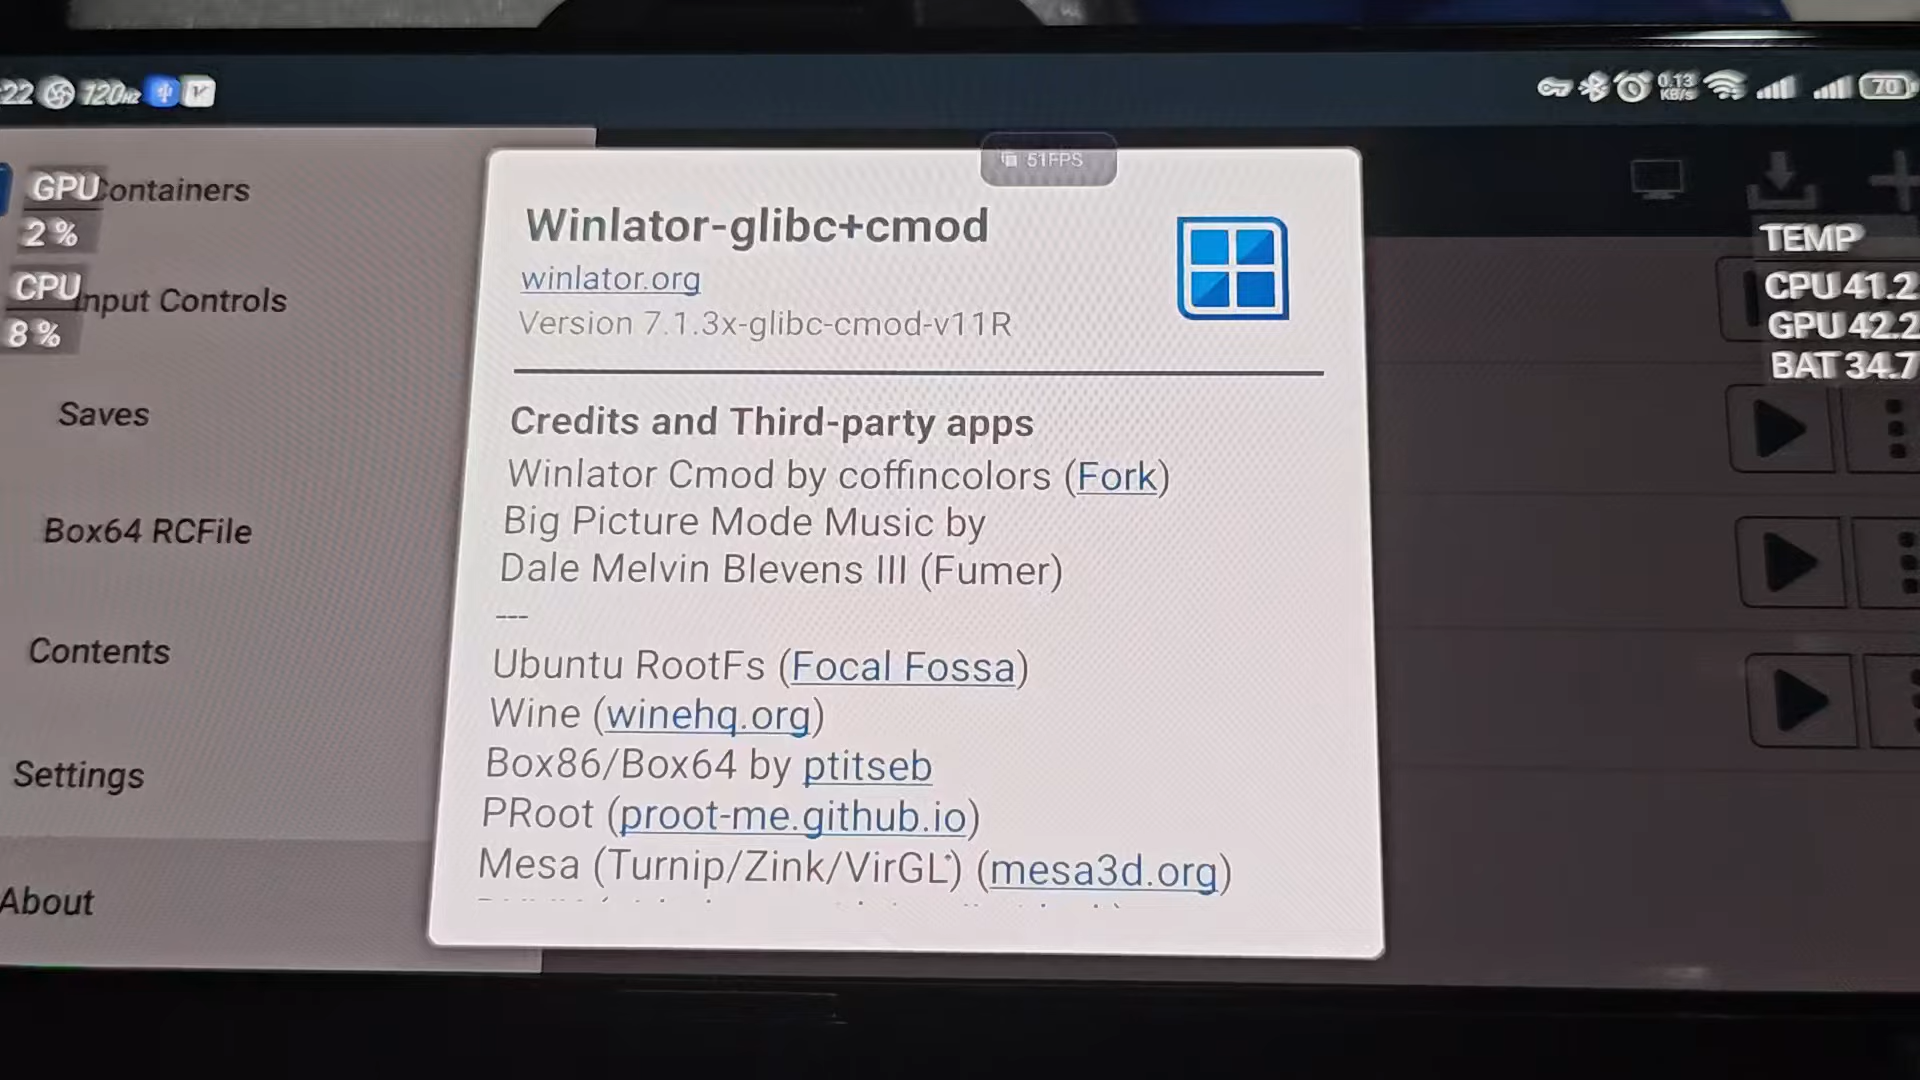 :22 120HZ 0.13 KB/s 70
51FPS
GPU
2%
CPU
8%
Containers
Input Controls
Saves
Box64 RCFile
Contents
Settings
About
Winlator-glibc+cmod
winlator.org
Version 7.1.3x-glibc-cmod-v11R
Credits and Third-party apps
Winlator Cmod by coffincolors (Fork)
Big Picture Mode Music by
Dale Melvin Blevens III (Fumer)
---
Ubuntu RootFs (Focal Fossa)
Wine (winehq.org)
Box86/Box64 by ptitseb
PRoot (proot-me.github.io)
Mesa (Turnip/Zink/VirGL) (mesa3d.org)
TEMP
CPU 41.2
GPU 42.2
BAT 34.7